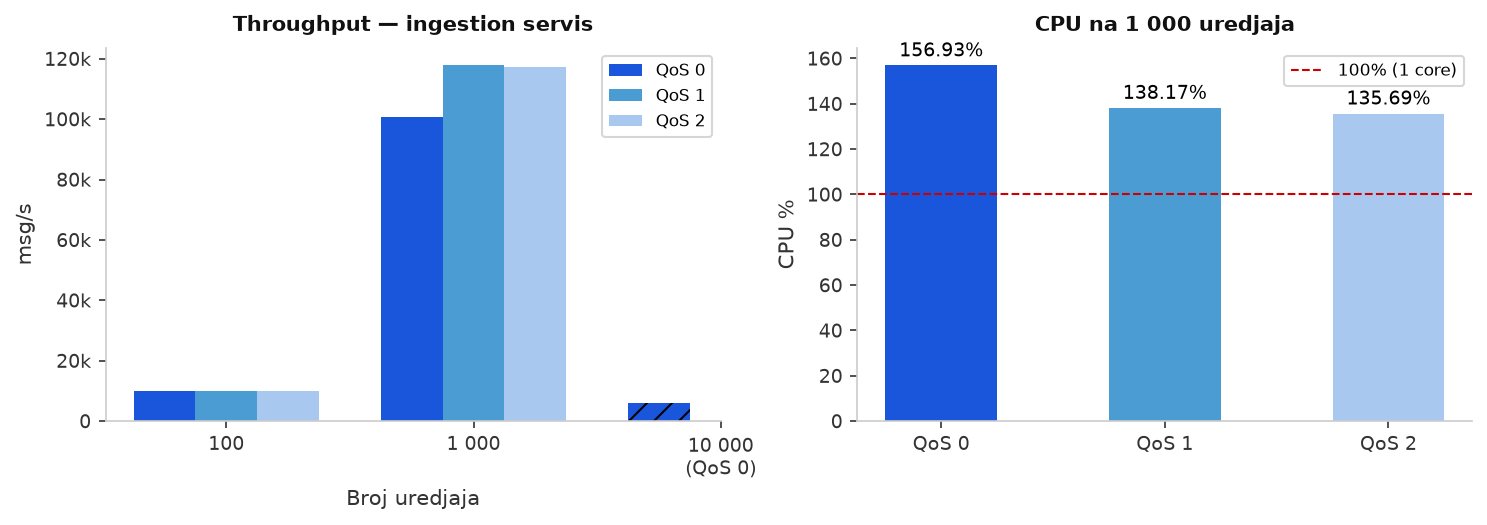 Throughput — ingestion servis
msg/s
120k
100k
80k
60k
40k
20k
0
QoS 0
QoS 1
QoS 2
100
1 000
10 000
(QoS 0)
Broj uredjaja
CPU na 1 000 uredjaja
CPU %
160
140
120
100
80
60
40
20
0
100% (1 core)
156.93%
138.17%
135.69%
QoS 0
QoS 1
QoS 2